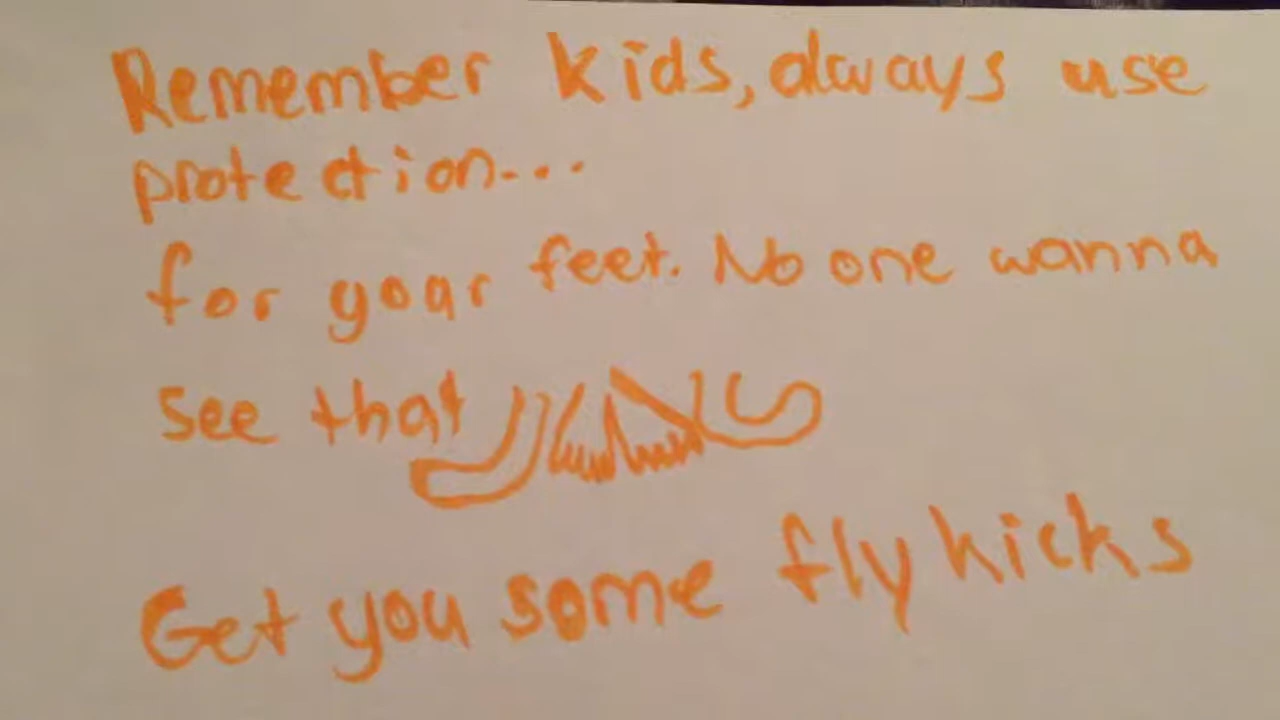 Remember kids, always use
protection...
for your feet. No one wanna
see that
Get you some fly kicks